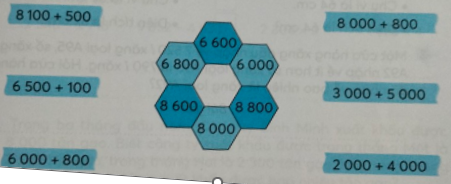 8 100 + 500
8 000 + 800
6 600
6 800
6 000
6 500 + 100
3 000 + 5 000
8 600
8 800
8 000
6 000 + 800
2 000 + 4 000